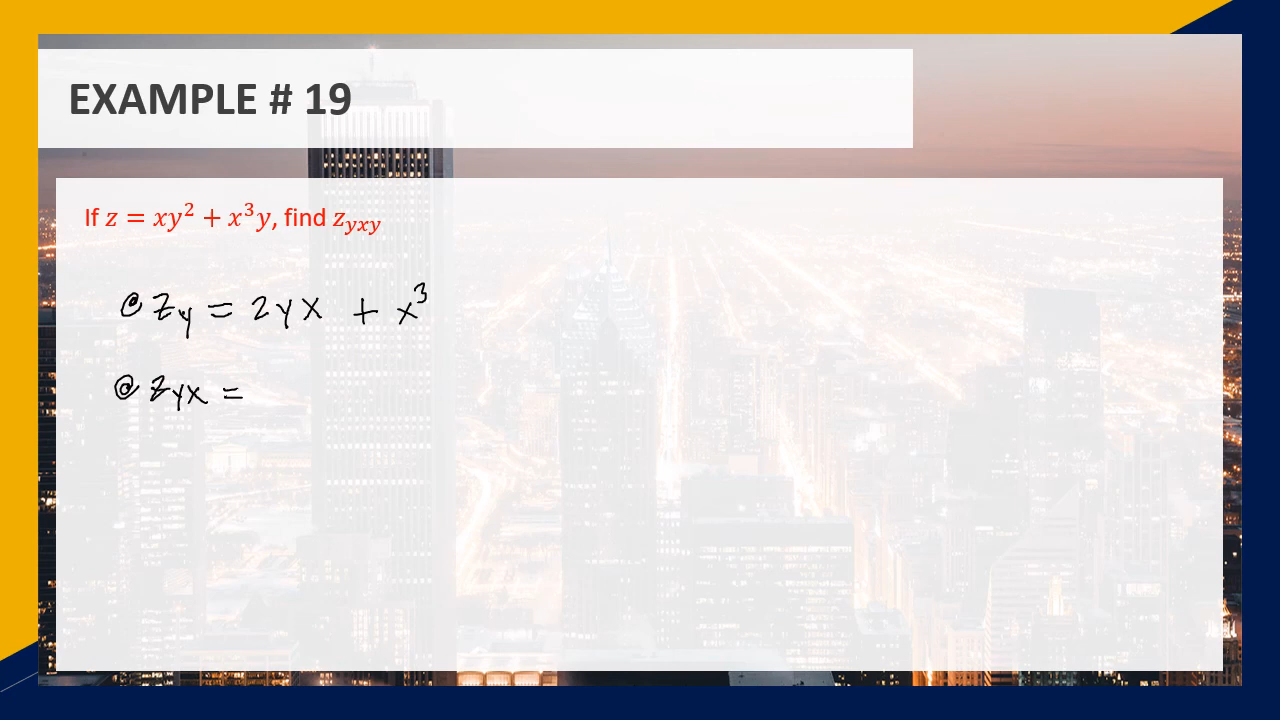 EXAMPLE # 19
If z = xy² + x³y, find z_yxy
@ z_y = 2yx + x³
@ z_yx =